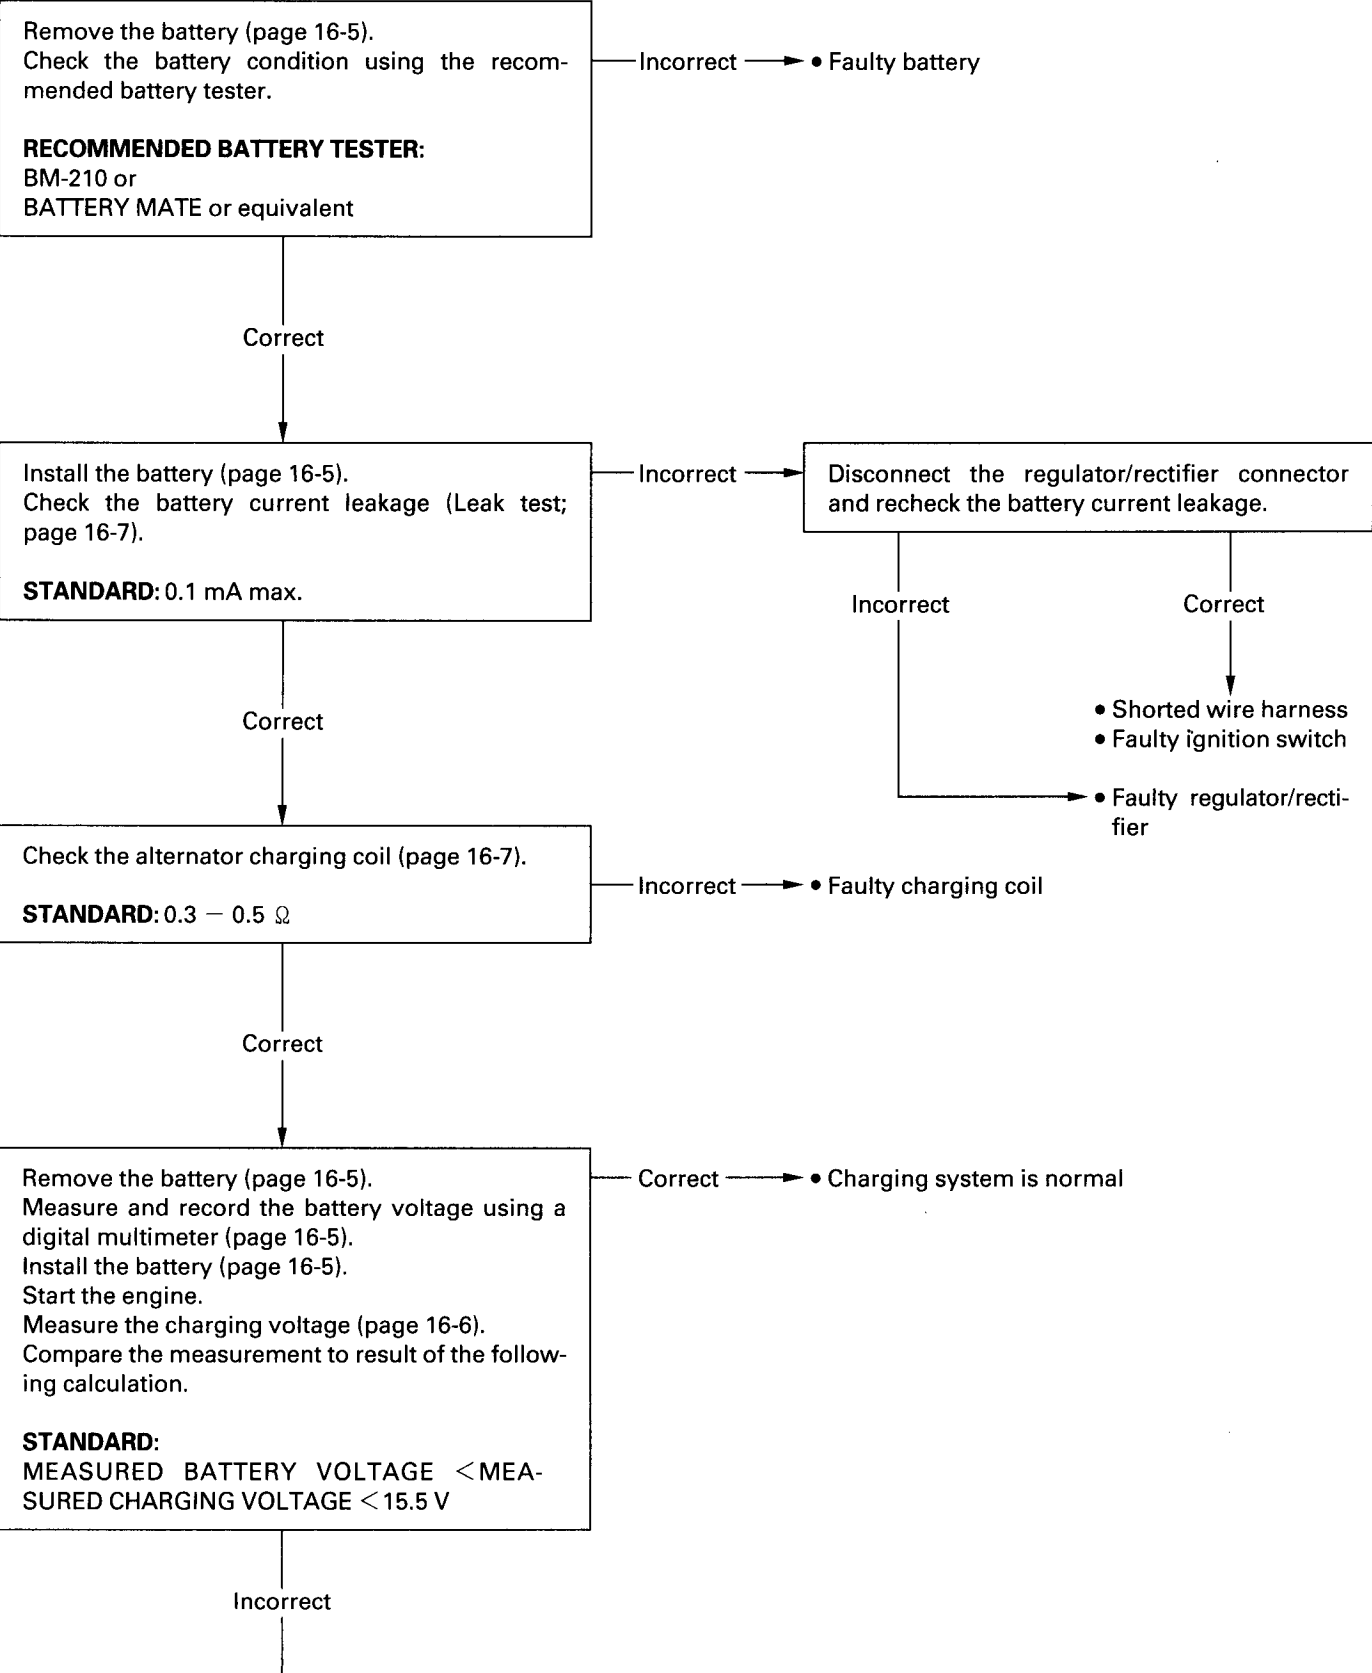 Remove the battery (page 16-5).
Check the battery condition using the recom-
mended battery tester.
RECOMMENDED BATTERY TESTER:
BM-210 or
BATTERY MATE or equivalent
Incorrect
• Faulty battery
Correct
Install the battery (page 16-5).
Check the battery current leakage (Leak test;
page 16-7).
STANDARD: 0.1 mA max.
Incorrect
Disconnect the regulator/rectifier connector
and recheck the battery current leakage.
Incorrect
Correct
• Shorted wire harness
• Faulty ignition switch
• Faulty regulator/recti-
fier
Correct
Check the alternator charging coil (page 16-7).
STANDARD: 0.3 – 0.5 Ω
Incorrect
• Faulty charging coil
Correct
Remove the battery (page 16-5).
Measure and record the battery voltage using a
digital multimeter (page 16-5).
Install the battery (page 16-5).
Start the engine.
Measure the charging voltage (page 16-6).
Compare the measurement to result of the follow-
ing calculation.
STANDARD:
MEASURED BATTERY VOLTAGE <MEA-
SURED CHARGING VOLTAGE <15.5 V
Correct
• Charging system is normal
Incorrect